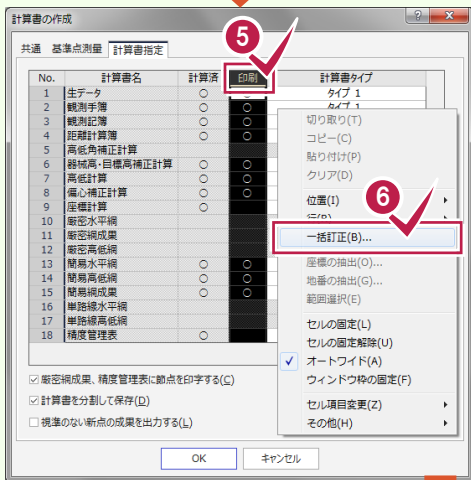 計算書の作成
共通 基準点測量 計算書指定
5
No. 計算書名 計算済 印刷 計算書タイプ
1 生データ ○ ○ タイプ 1
2 観測手簿 ○ ○ タイプ 1
3 観測記簿 ○ ○
4 距離計算簿 ○ ○
5 高低角補正計算
6 器械高・目標高補正計算 ○ ○
7 高低計算 ○ ○
8 偏心補正計算 ○ ○
9 座標計算 ○
10 厳密水平網
11 厳密網成果
12 厳密高低網
13 簡易水平網 ○ ○
14 簡易高低網 ○ ○
15 簡易網成果 ○ ○
16 単路線水平網
17 単路線高低網
18 精度管理表 ○
切り取り(T)
コピー(C)
貼り付け(P)
クリア(D)
位置(I)
行(R)
6
一括訂正(B)...
座標の抽出(O)...
地番の抽出(G)...
範囲選択(E)
セルの固定(L)
セルの固定解除(U)
オートワイド(A)
ウィンドウ枠の固定(F)
セル項目変更(Z)
その他(H)
厳密網成果、精度管理表に節点を印字する(C)
計算書を分割して保存(D)
視準のない新点の成果を出力する(L)
OK キャンセル